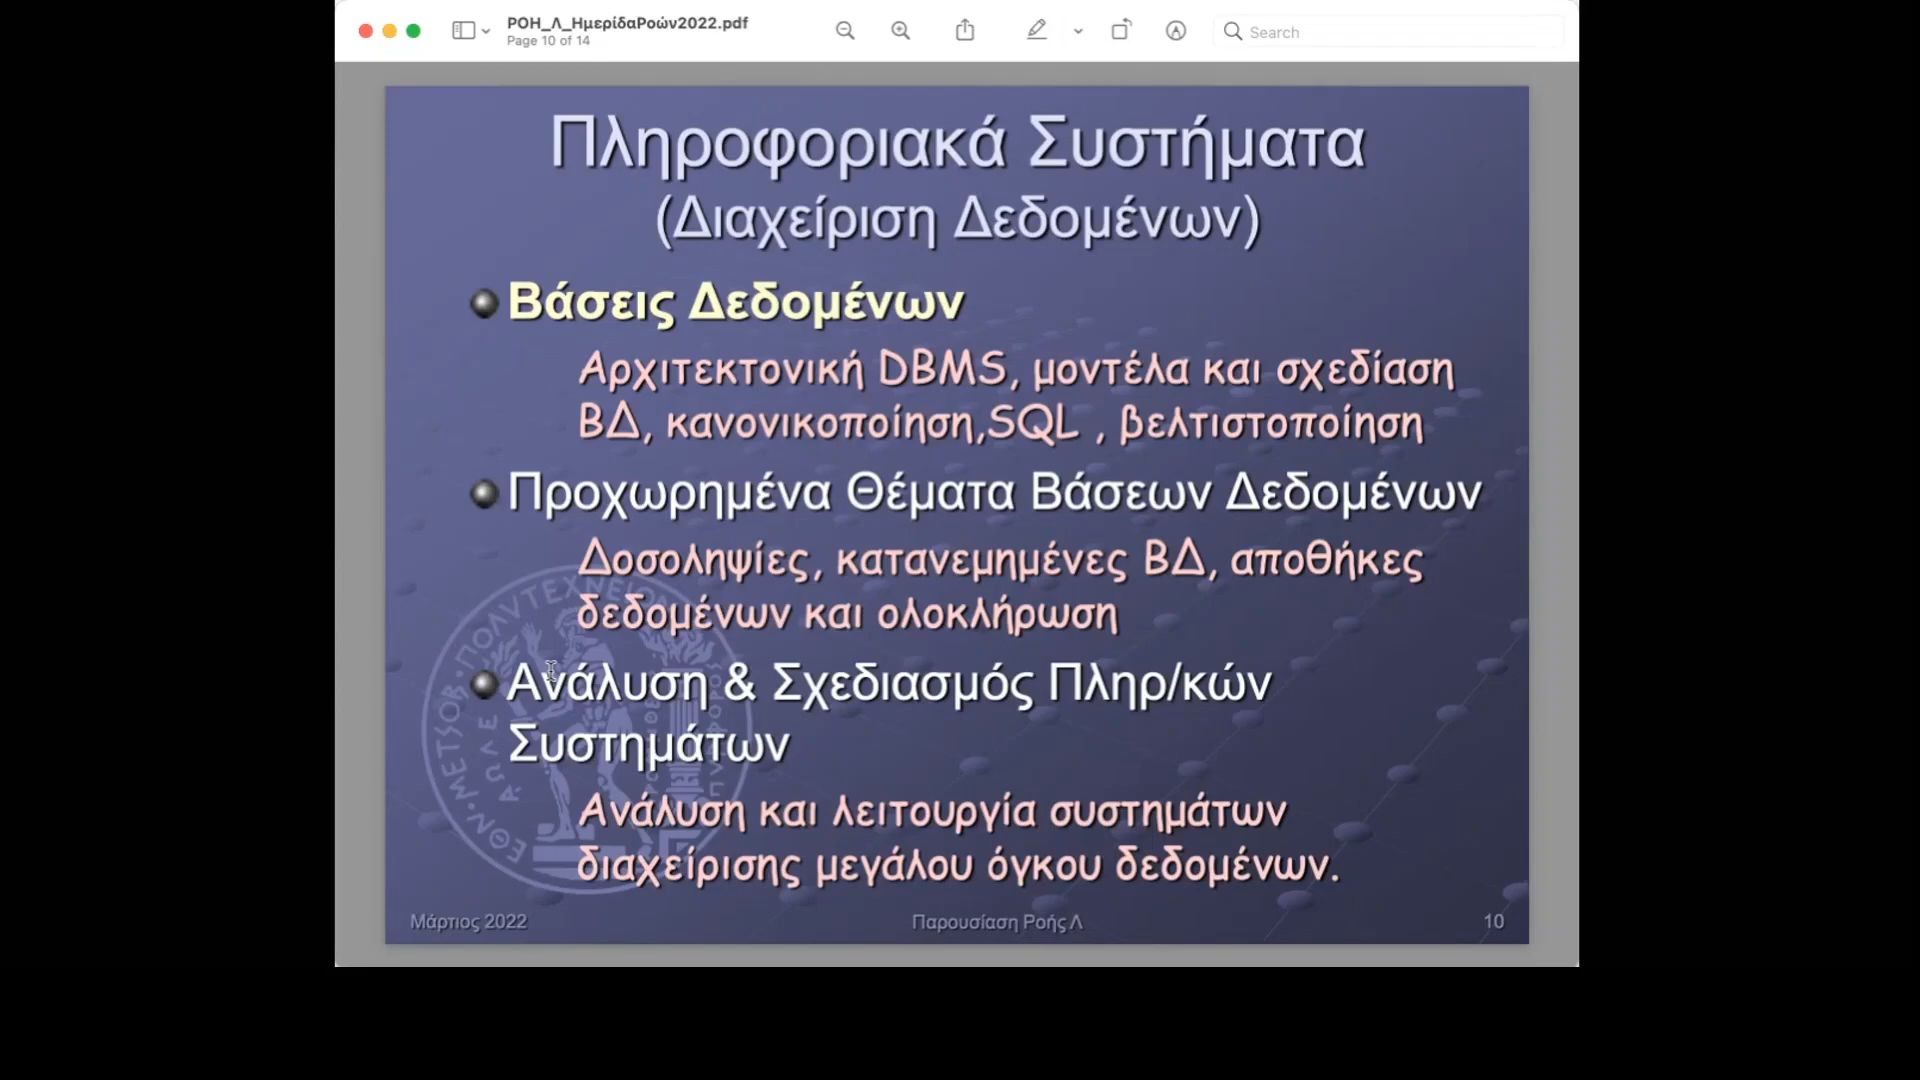 ΡΟΗ_Λ_ΗμερίδαΡοών2022.pdf
Page 10 of 14
Search
Πληροφοριακά Συστήματα
(Διαχείριση Δεδομένων)
Βάσεις Δεδομένων
Αρχιτεκτονική DBMS, μοντέλα και σχεδίαση
ΒΔ, κανονικοποίηση,SQL , βελτιστοποίηση
Προχωρημένα Θέματα Βάσεων Δεδομένων
Δοσοληψίες, κατανεμημένες ΒΔ, αποθήκες
δεδομένων και ολοκλήρωση
Ανάλυση & Σχεδιασμός Πληρ/κών
Συστημάτων
Ανάλυση και λειτουργία συστημάτων
διαχείρισης μεγάλου όγκου δεδομένων.
Μάρτιος 2022
Παρουσίαση Ροής Λ
10